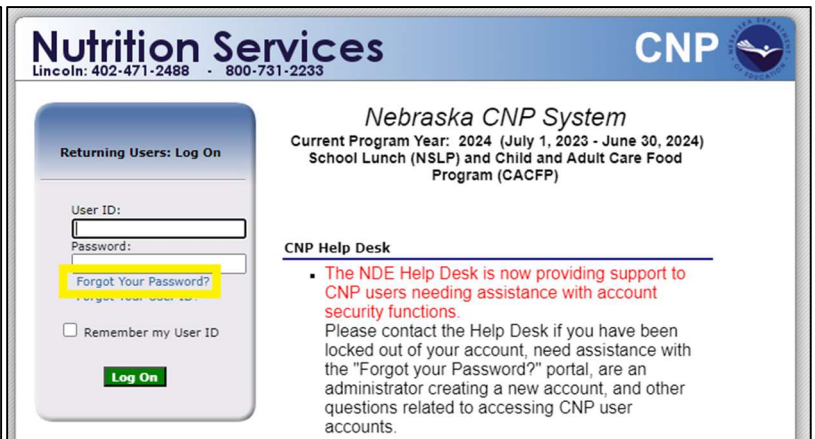 Nutrition Services
CNP
Lincoln: 402-471-2488 - 800-731-2233
Returning Users: Log On
User ID:
Password:
Forgot Your Password?
Forgot Your User ID?
Remember my User ID
Log On
Nebraska CNP System
Current Program Year: 2024 (July 1, 2023 - June 30, 2024)
School Lunch (NSLP) and Child and Adult Care Food
Program (CACFP)
CNP Help Desk
▪ The NDE Help Desk is now providing support to
CNP users needing assistance with account
security functions.
Please contact the Help Desk if you have been
locked out of your account, need assistance with
the "Forgot your Password?" portal, are an
administrator creating a new account, and other
questions related to accessing CNP user
accounts.